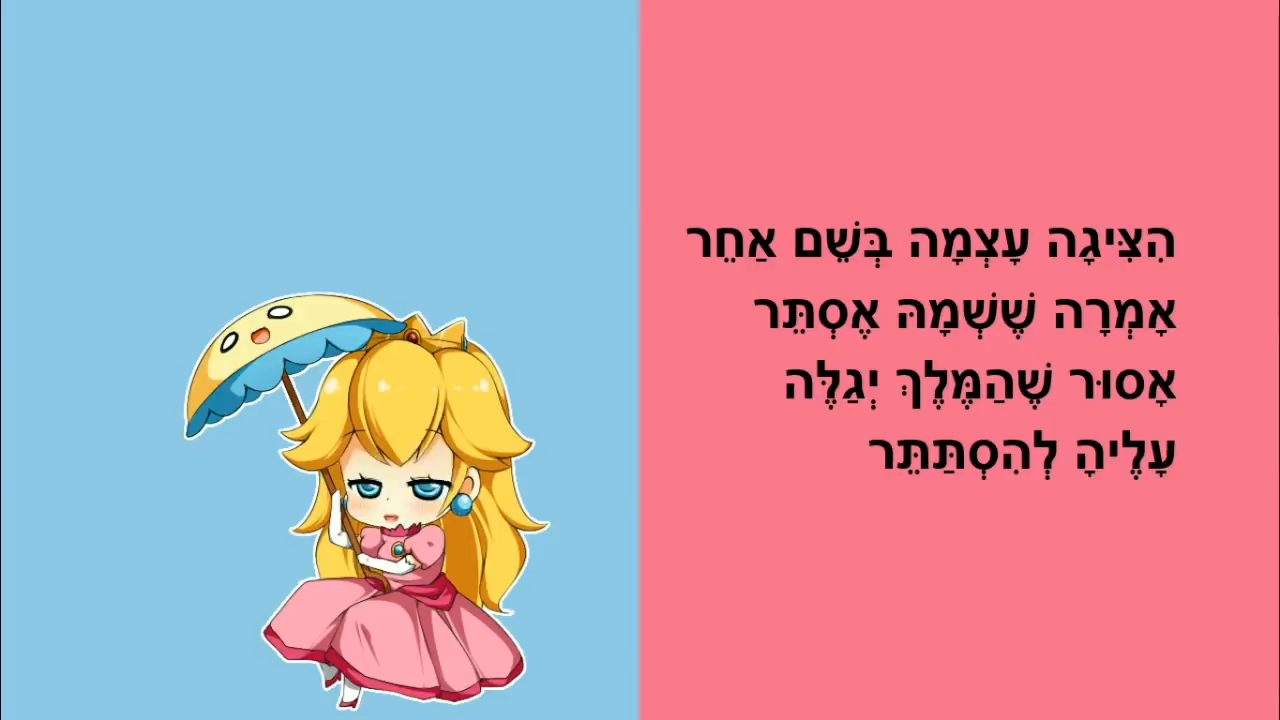 הִצִּיגָה עָצְמָה בְּשֵׁם אַחֵר
אָמְרָה שֶׁשְּׁמָהּ אֶסְתֵּר
אָסוּר שֶׁהַמֶּלֶךְ יְגַלֶּה
עָלֶיהָ לְהִסְתַּתֵּר